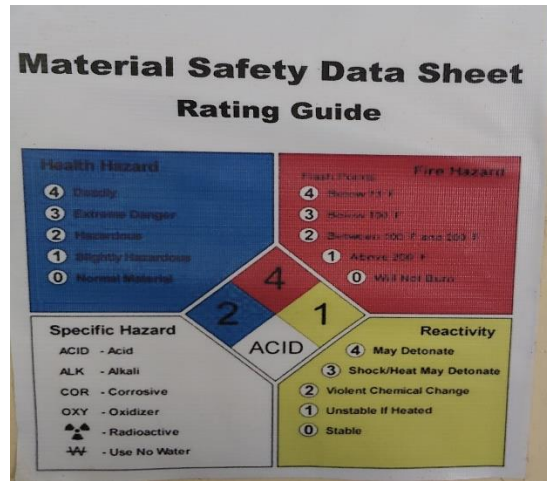 Material Safety Data Sheet
Rating Guide
Health Hazard
4 Deadly
3 Extreme Danger
2 Hazardous
1 Slightly Hazardous
0 Normal Material
Fire Hazard
Flash Points
4 Below 73 F
3 Below 100 F
2 Between 100 F and 200 F
1 Above 200 F
0 Will Not Burn
4
2
1
ACID
Specific Hazard
ACID - Acid
ALK - Alkali
COR - Corrosive
OXY - Oxidizer
- Radioactive
W - Use No Water
Reactivity
4 May Detonate
3 Shock/Heat May Detonate
2 Violent Chemical Change
1 Unstable If Heated
0 Stable